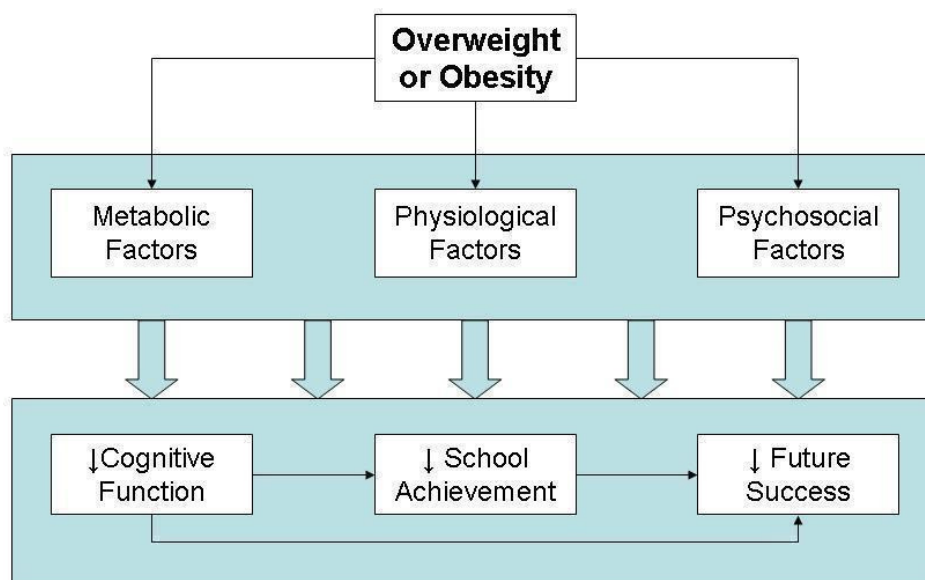 Overweight
or Obesity
Metabolic
Factors
Physiological
Factors
Psychosocial
Factors
↓Cognitive
Function
↓ School
Achievement
↓ Future
Success